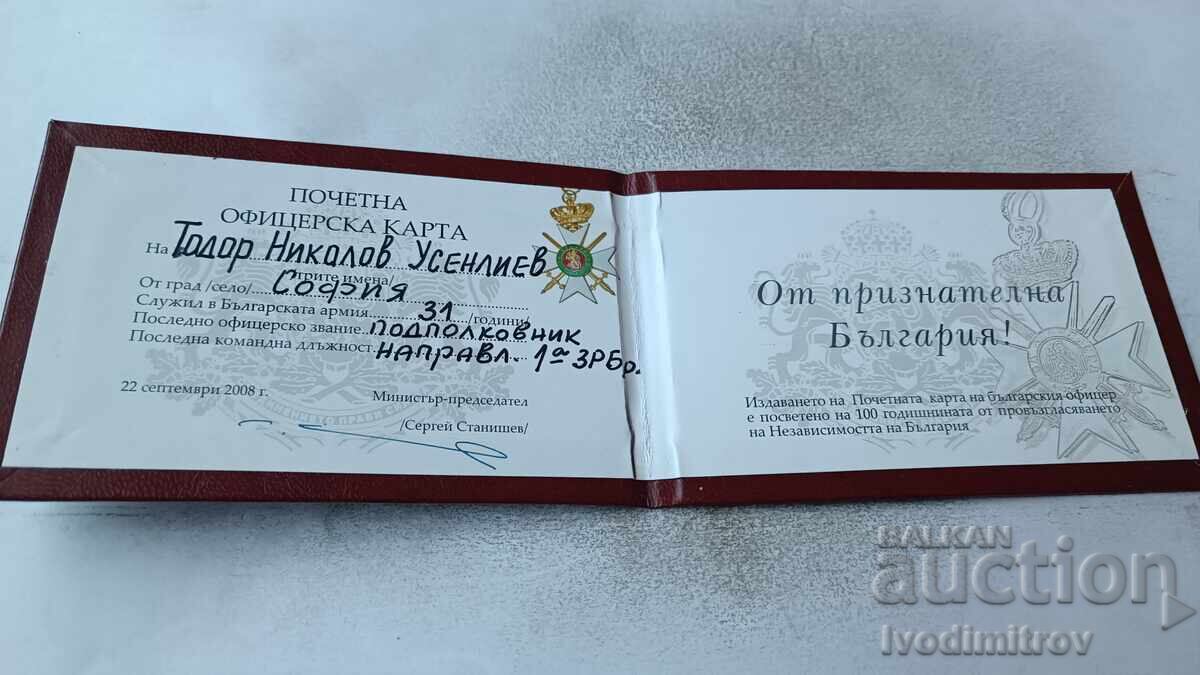 ПОЧЕТНА
ОФИЦЕРСКА КАРТА
На Тодор Николов Усенлиев
/трите имена/
От град /село/ София
Служил в Българската армия 31 /години/
Последно офицерско звание подполковник
Последна командна длъжност направл. 1ва ЗРБр.
22 септември 2008 г.
Министър-председател
/Сергей Станишев/
От признателна
България!
Издаването на Почетната карта на българския офицер
е посветено на 100 годишнината от провъзгласяването
на Независимостта на България
BALKAN
auction
Ivodimitrov